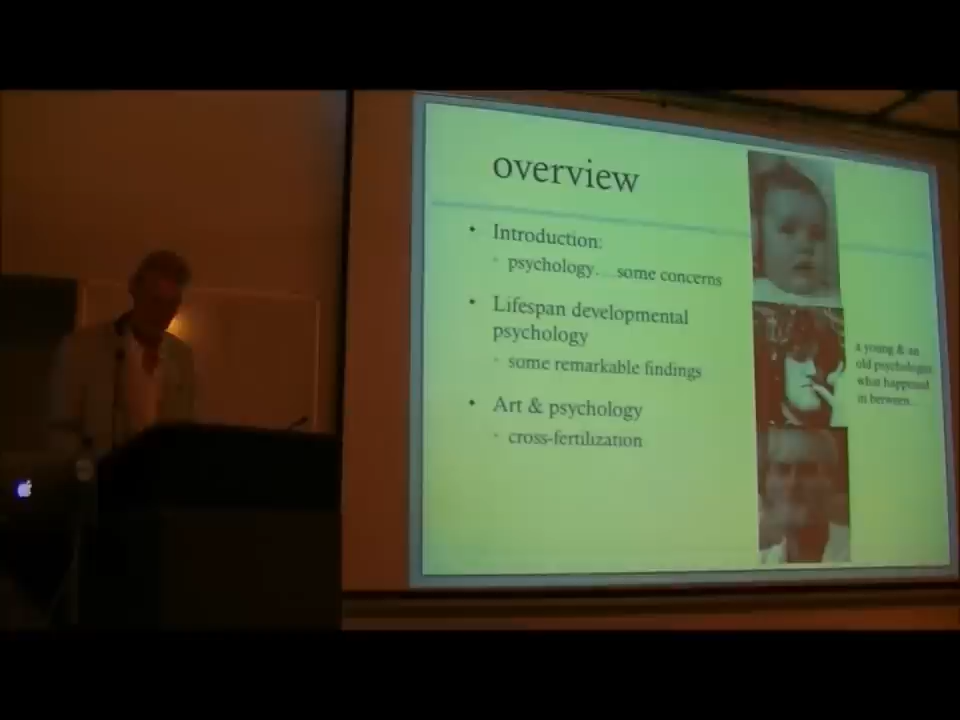 overview
• Introduction:
◦ psychology... some concerns
• Lifespan developmental
psychology
◦ some remarkable findings
• Art & psychology
◦ cross-fertilization
a young & an
old psychologist
what happened
in between...